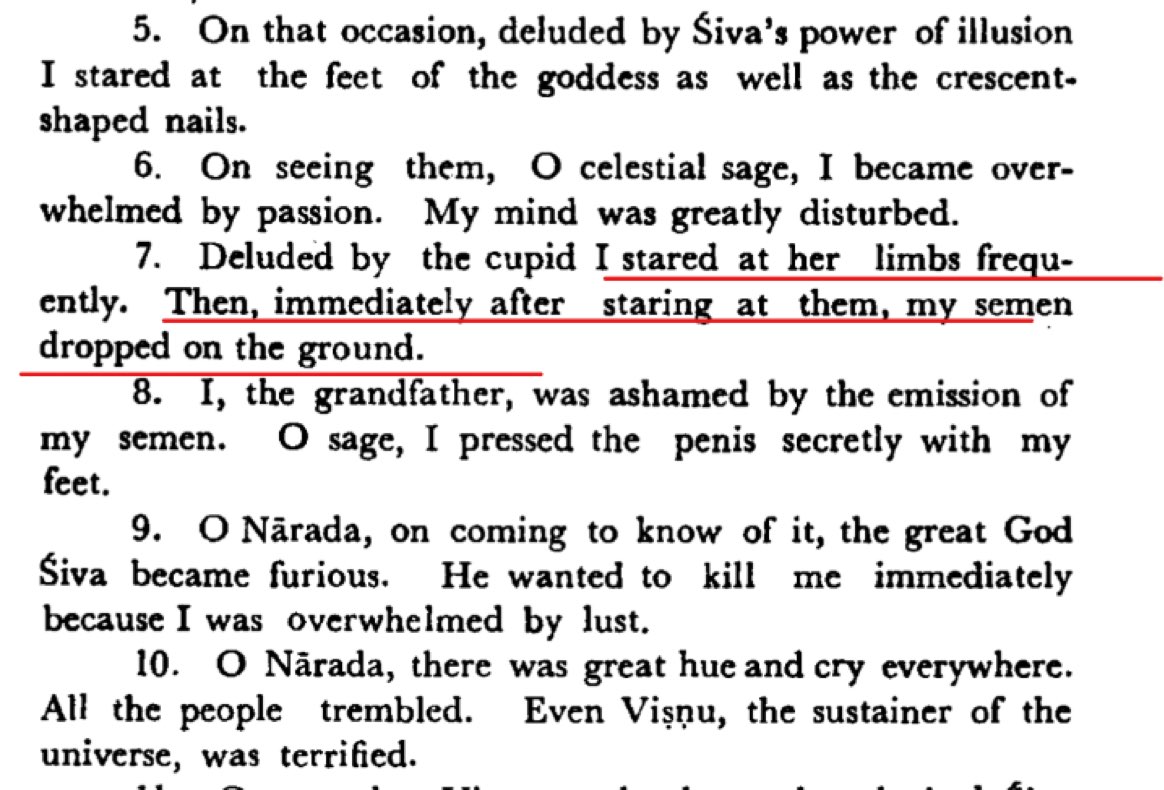 5. On that occasion, deluded by Śiva's power of illusion
I stared at the feet of the goddess as well as the crescent-
shaped nails.
6. On seeing them, O celestial sage, I became over-
whelmed by passion. My mind was greatly disturbed.
7. Deluded by the cupid I stared at her limbs frequ-
ently. Then, immediately after staring at them, my semen
dropped on the ground.
8. I, the grandfather, was ashamed by the emission of
my semen. O sage, I pressed the penis secretly with my
feet.
9. O Nārada, on coming to know of it, the great God
Śiva became furious. He wanted to kill me immediately
because I was overwhelmed by lust.
10. O Nārada, there was great hue and cry everywhere.
All the people trembled. Even Viṣṇu, the sustainer of the
universe, was terrified.